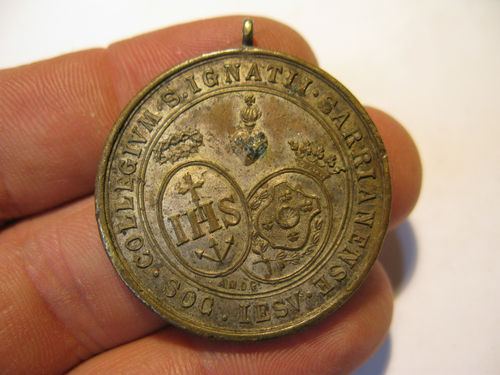 COLLEGIVM S. IGNATII · SARRIANENSE · SOC · IESV ·
IHS